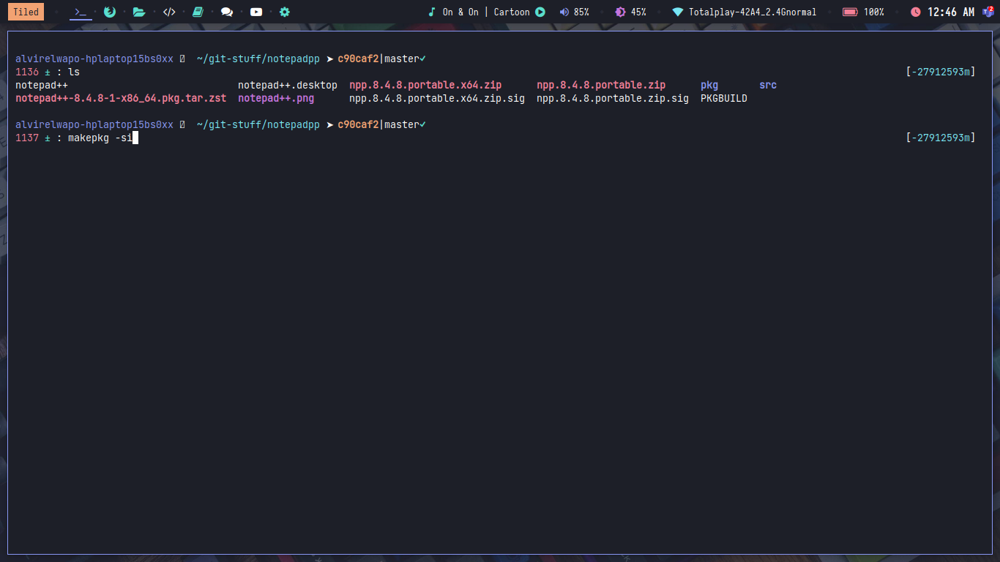 Tiled >_ </> On & On | Cartoon 85% 45% Totalplay-42A4_2.4Gnormal 100% 12:46 AM 2
alvirelwapo-hplaptop15bs0xx ~/git-stuff/notepadpp ➤ c90caf2|master✔
1136 ± : ls [-27912593m]
notepad++ notepad++.desktop npp.8.4.8.portable.x64.zip npp.8.4.8.portable.zip pkg src
notepad++-8.4.8-1-x86_64.pkg.tar.zst notepad++.png npp.8.4.8.portable.x64.zip.sig npp.8.4.8.portable.zip.sig PKGBUILD
alvirelwapo-hplaptop15bs0xx ~/git-stuff/notepadpp ➤ c90caf2|master✔
1137 ± : makepkg -si [-27912593m]